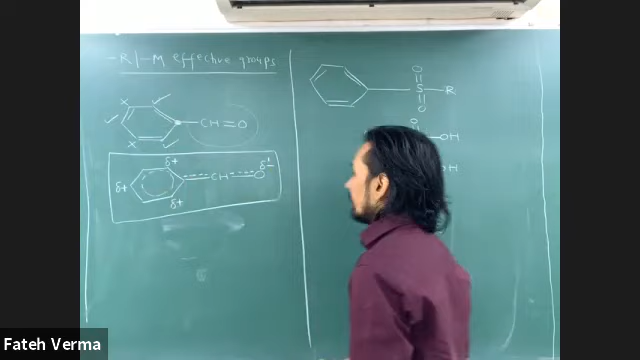 -R/-M effective groups
CH=O
δ+
δ+
δ+
CH
O
δ-
O
S-R
O
O
OH
H
Fateh Verma